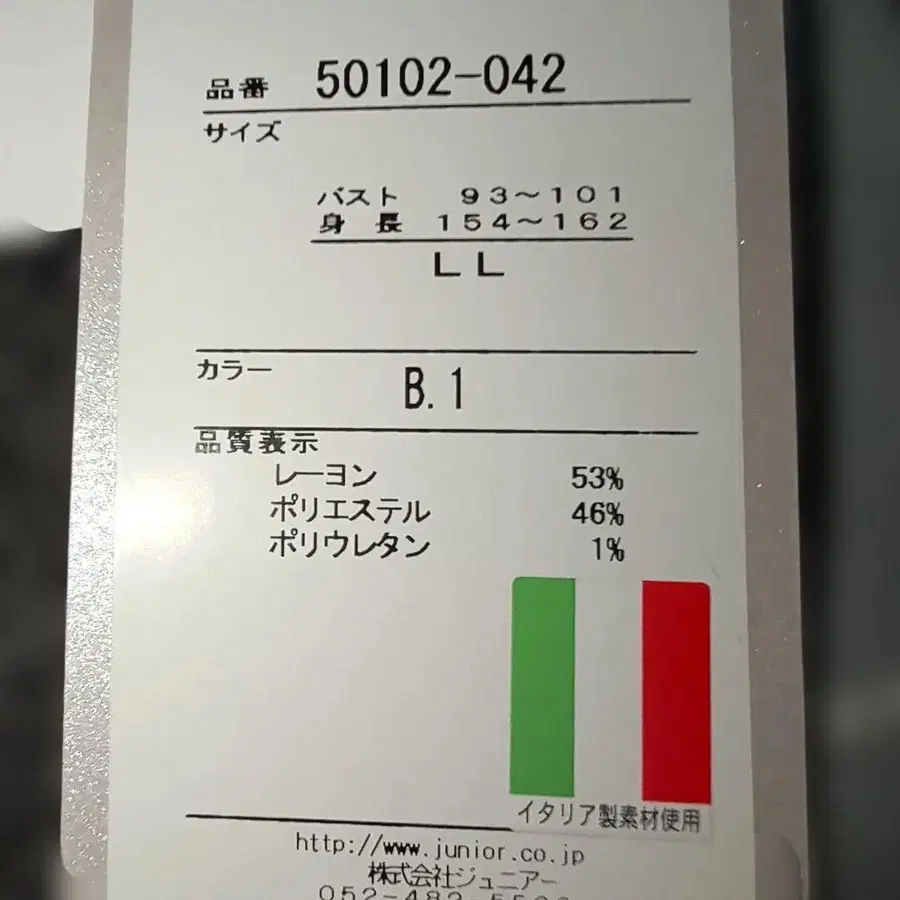 品番 50102-042
サイズ
バスト 93～101
身長 154～162
LL
カラー B.1
品質表示
レーヨン 53%
ポリエステル 46%
ポリウレタン 1%
イタリア製素材使用
http://www.junior.co.jp
株式会社ジュニアー